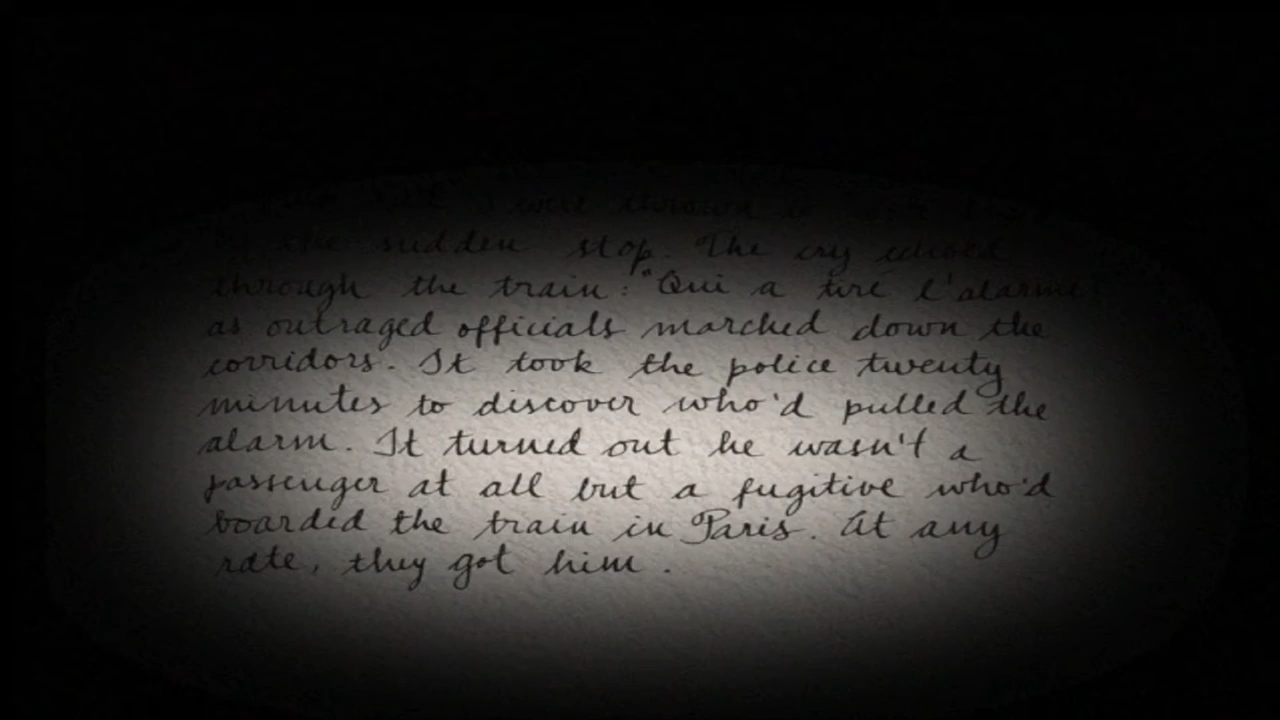 were thrown
the sudden stop. The cry echoed
through the train: "Qui a tiré l'alarme
as outraged officials marched down the
corridors. It took the police twenty
minutes to discover who'd pulled the
alarm. It turned out he wasn't a
passenger at all but a fugitive who'd
boarded the train in Paris. At any
rate, they got him.